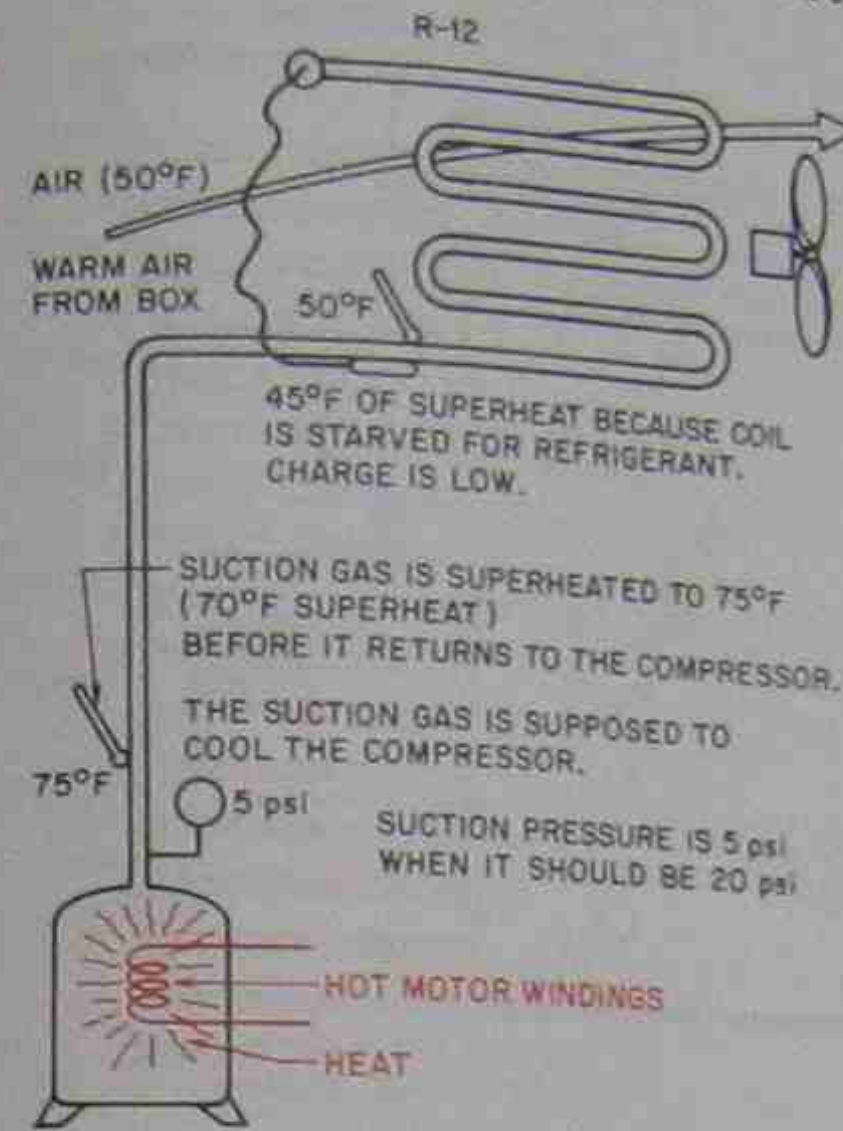 R-12
AIR (50°F)
WARM AIR
FROM BOX
50°F
45°F OF SUPERHEAT BECAUSE COIL
IS STARVED FOR REFRIGERANT.
CHARGE IS LOW.
SUCTION GAS IS SUPERHEATED TO 75°F
(70°F SUPERHEAT)
BEFORE IT RETURNS TO THE COMPRESSOR.
THE SUCTION GAS IS SUPPOSED TO
COOL THE COMPRESSOR.
75°F
5 psi
SUCTION PRESSURE IS 5 psi
WHEN IT SHOULD BE 20 psi
HOT MOTOR WINDINGS
HEAT